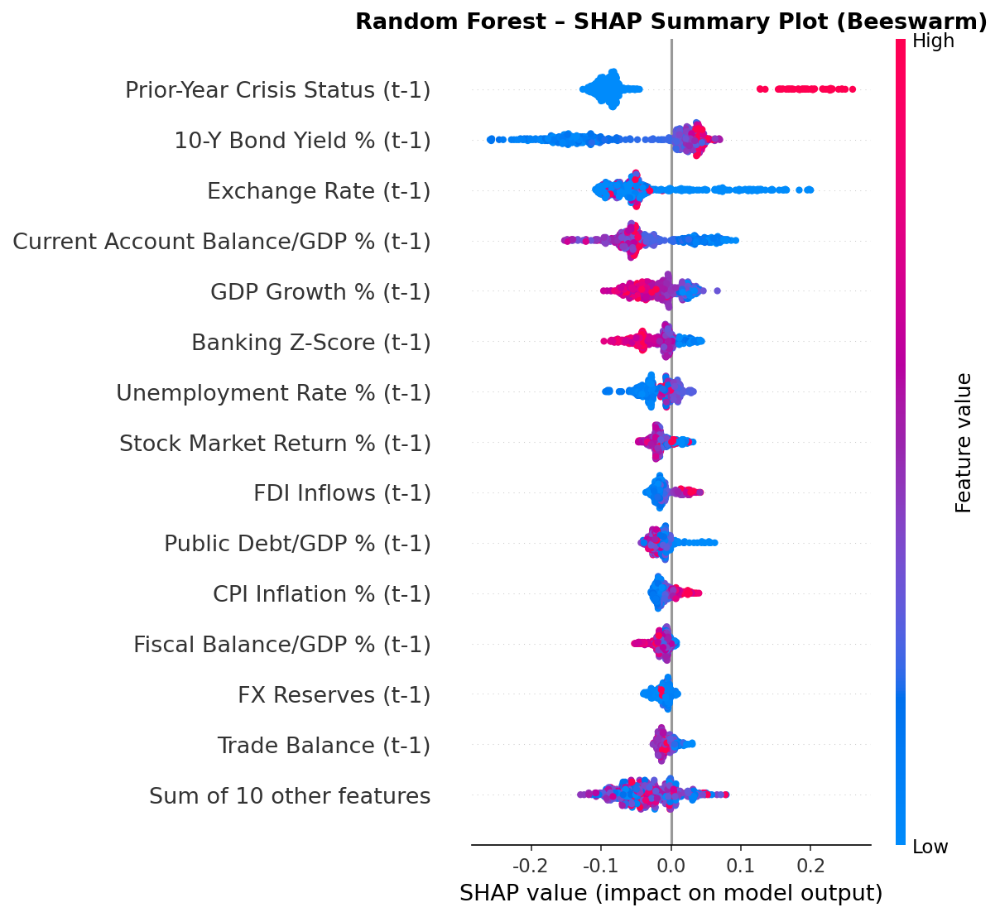 Random Forest – SHAP Summary Plot (Beeswarm)
High
Prior-Year Crisis Status (t-1)
10-Y Bond Yield % (t-1)
Exchange Rate (t-1)
Current Account Balance/GDP % (t-1)
GDP Growth % (t-1)
Banking Z-Score (t-1)
Unemployment Rate % (t-1)
Stock Market Return % (t-1)
FDI Inflows (t-1)
Public Debt/GDP % (t-1)
CPI Inflation % (t-1)
Fiscal Balance/GDP % (t-1)
FX Reserves (t-1)
Trade Balance (t-1)
Sum of 10 other features
Feature value
Low
-0.2 -0.1 0.0 0.1 0.2
SHAP value (impact on model output)